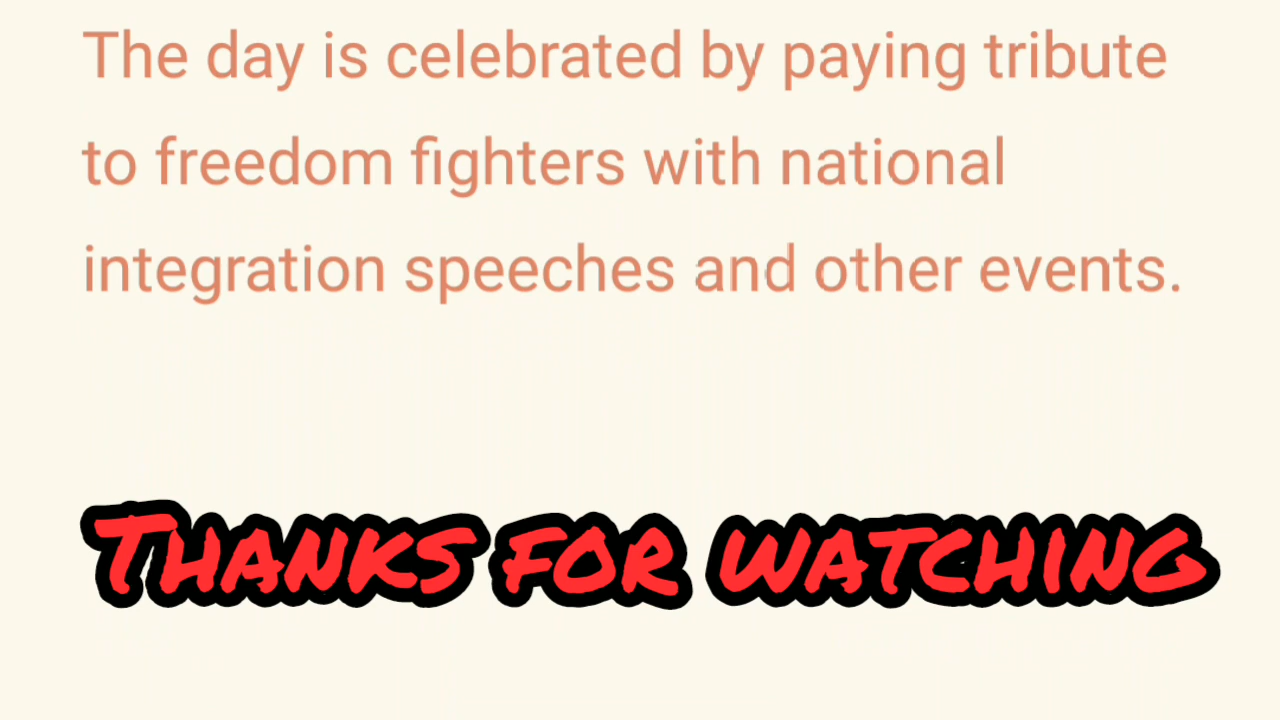 The day is celebrated by paying tribute
to freedom fighters with national
integration speeches and other events.
THANKS FOR WATCHING